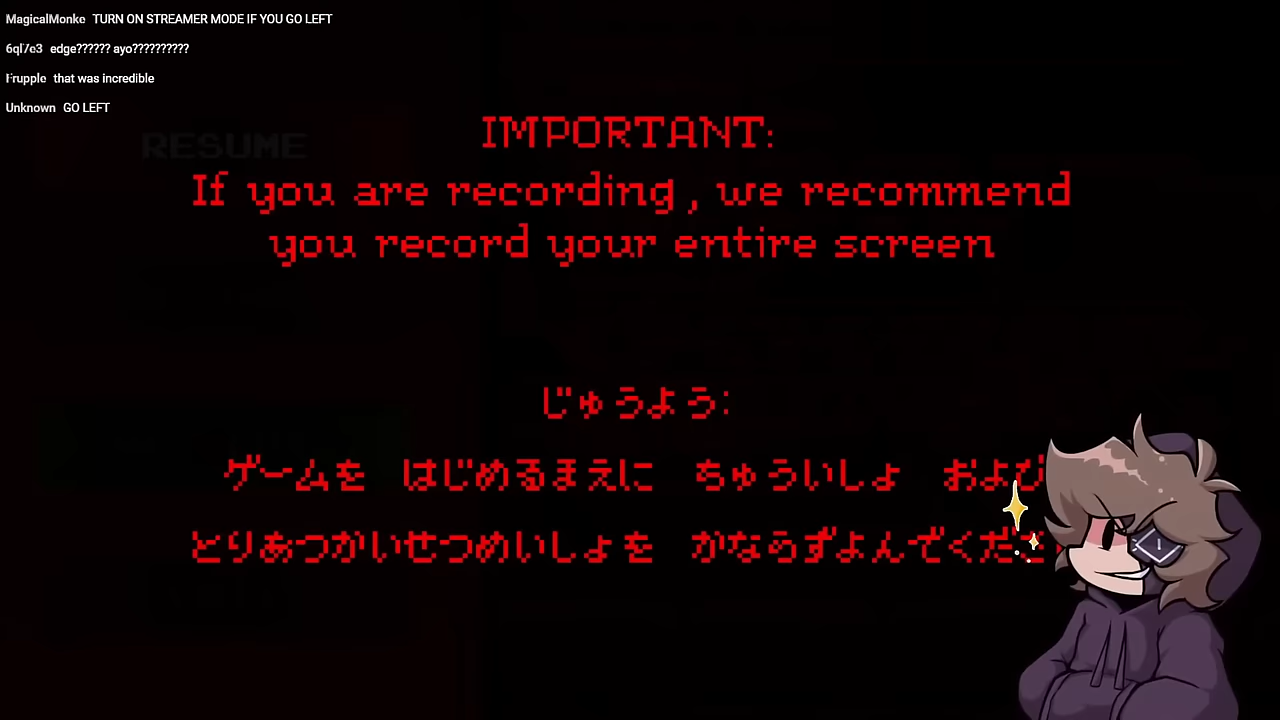 MagicalMonke TURN ON STREAMER MODE IF YOU GO LEFT
6ql7e3 edge?????? ayo??????????
Frupple that was incredible
Unknown GO LEFT
RESUME
IMPORTANT:
If you are recording, we recommend
you record your entire screen
じゅうよう:
ゲームを はじめるまえに ちゅういしょ および
とりあつかいせつめいしょを かならずよんでくださ